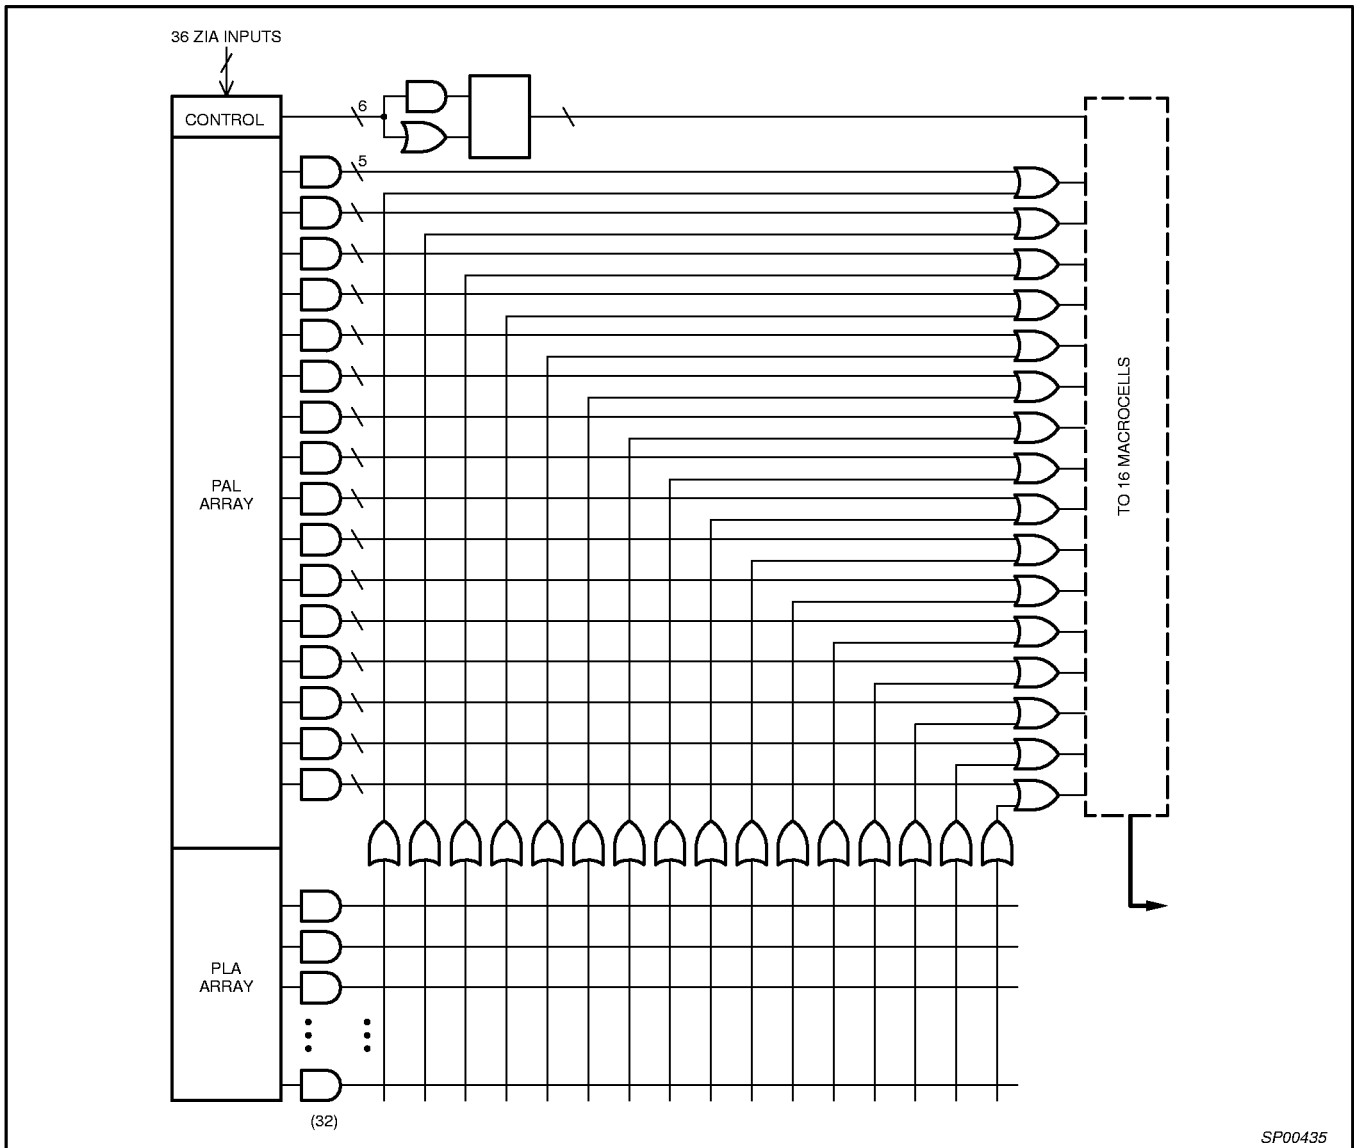 36 ZIA INPUTS
CONTROL
6
5
PAL
ARRAY
TO 16 MACROCELLS
PLA
ARRAY
(32)
SP00435